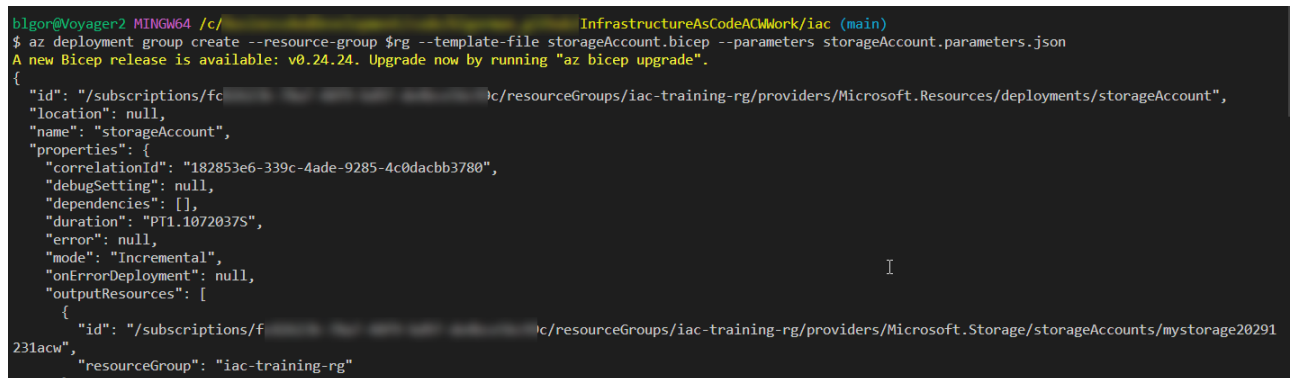 blgor@Voyager2 MINGW64 /c/ InfrastructureAsCodeACWWork/iac (main)
$ az deployment group create --resource-group $rg --template-file storageAccount.bicep --parameters storageAccount.parameters.json
A new Bicep release is available: v0.24.24. Upgrade now by running "az bicep upgrade".
{
  "id": "/subscriptions/fc c/resourceGroups/iac-training-rg/providers/Microsoft.Resources/deployments/storageAccount",
  "location": null,
  "name": "storageAccount",
  "properties": {
    "correlationId": "182853e6-339c-4ade-9285-4c0dacbb3780",
    "debugSetting": null,
    "dependencies": [],
    "duration": "PT1.1072037S",
    "error": null,
    "mode": "Incremental",
    "onErrorDeployment": null,
    "outputResources": [
      {
        "id": "/subscriptions/f c/resourceGroups/iac-training-rg/providers/Microsoft.Storage/storageAccounts/mystorage20291
231acw",
        "resourceGroup": "iac-training-rg"